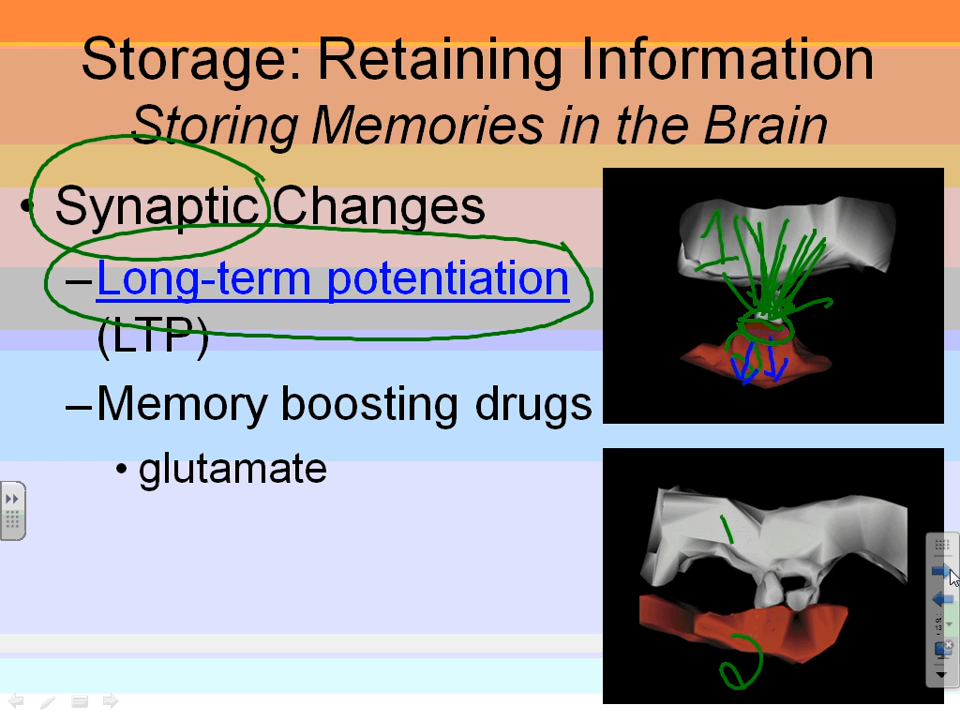 Storage: Retaining Information
Storing Memories in the Brain
• Synaptic Changes
–Long-term potentiation
(LTP)
–Memory boosting drugs
• glutamate
1
2
1
2